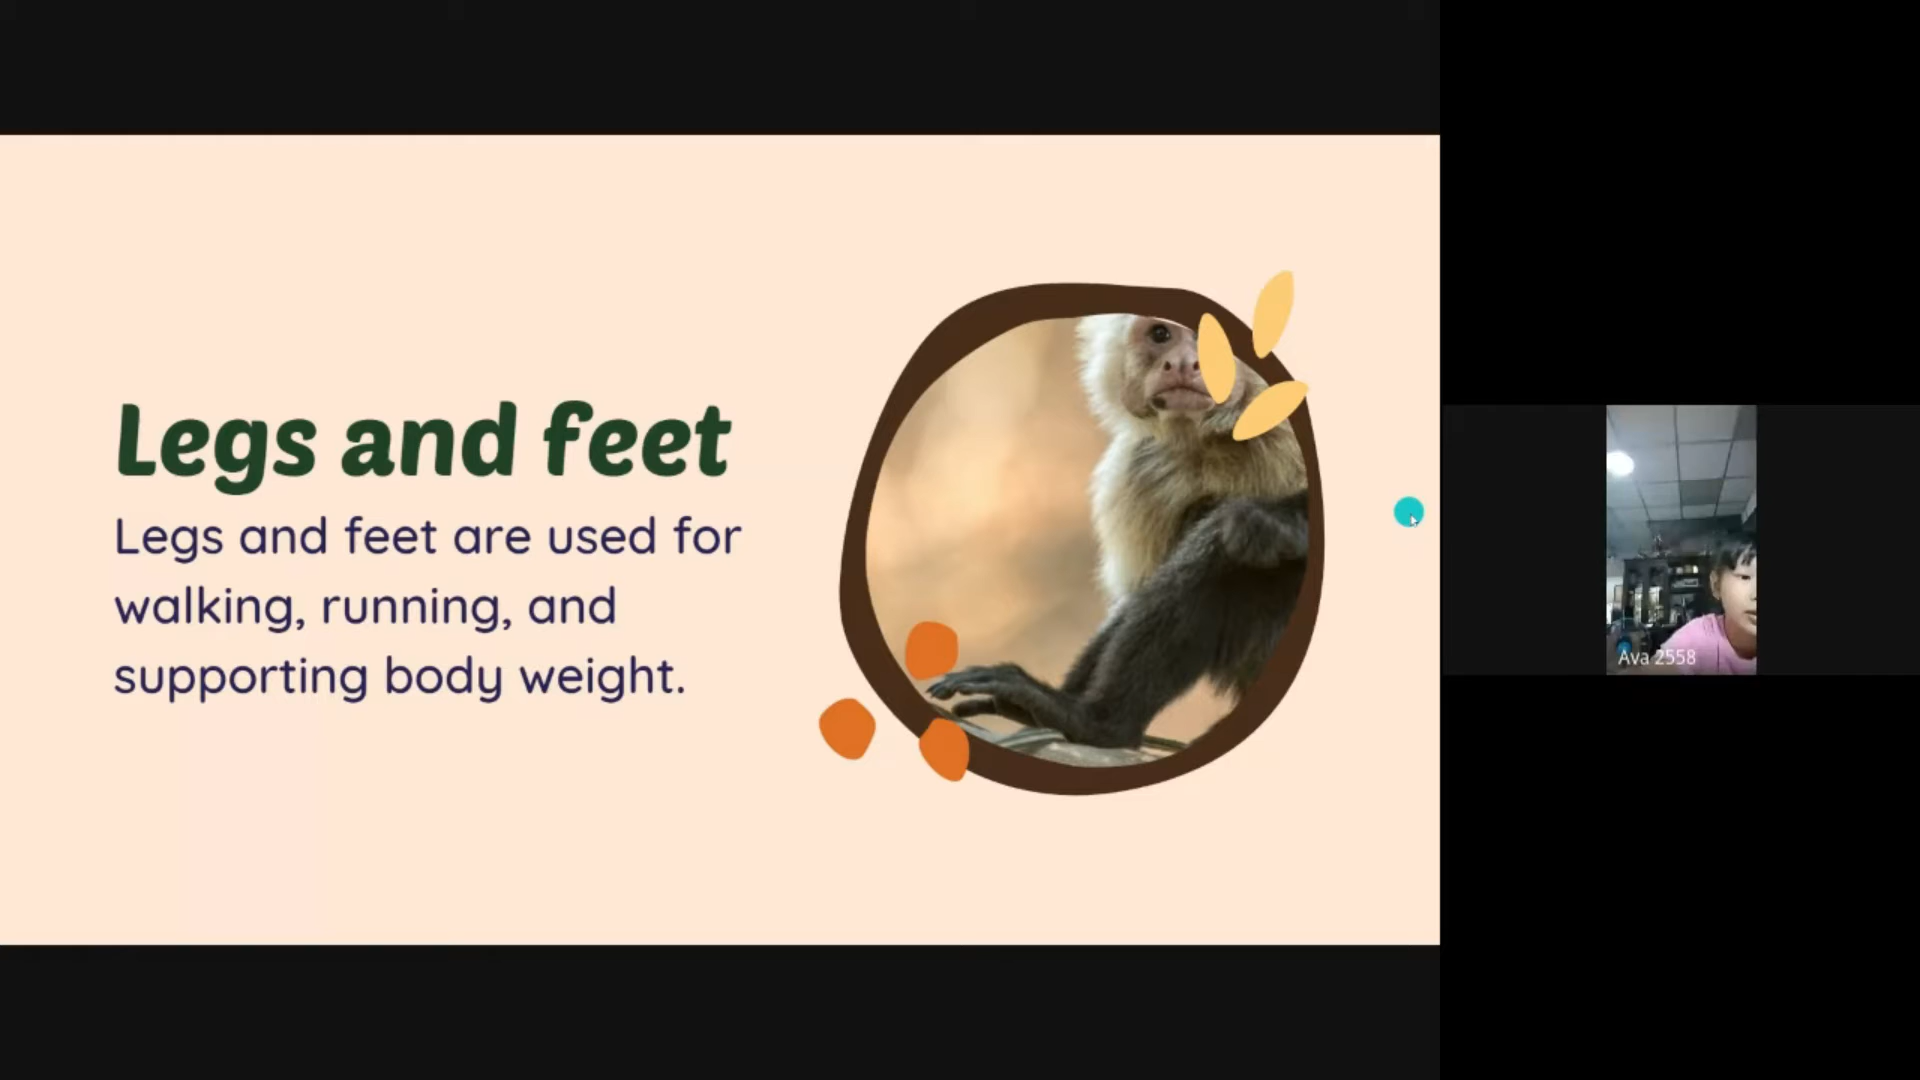 Legs and feet
Legs and feet are used for
walking, running, and
supporting body weight.
Ava 2558